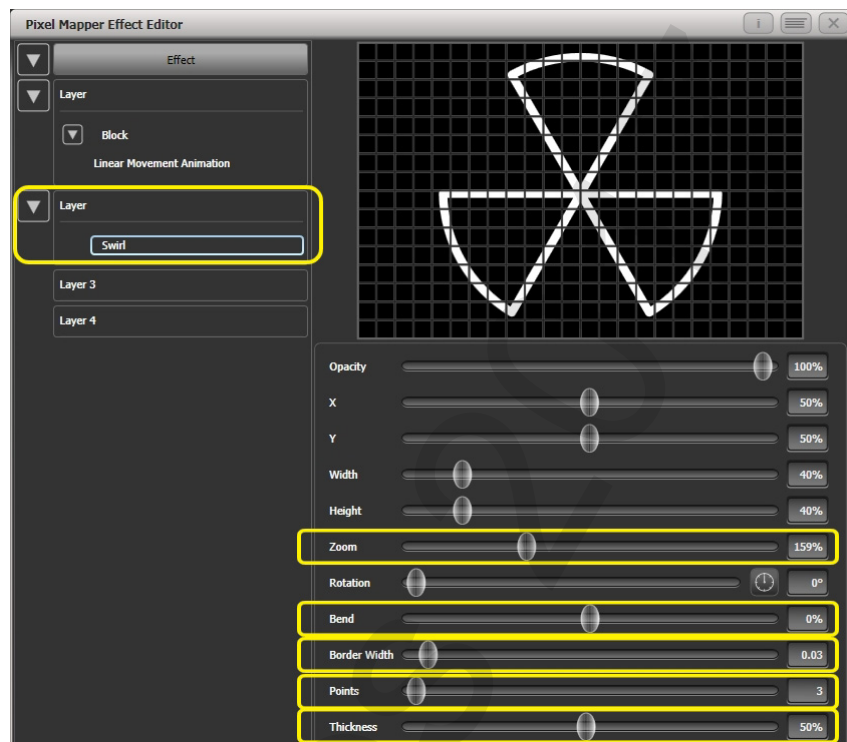 Pixel Mapper Effect Editor
Effect
Layer
Block
Linear Movement Animation
Layer
Swirl
Layer 3
Layer 4
Opacity 100%
X 50%
Y 50%
Width 40%
Height 40%
Zoom 159%
Rotation 0º
Bend 0%
Border Width 0.03
Points 3
Thickness 50%